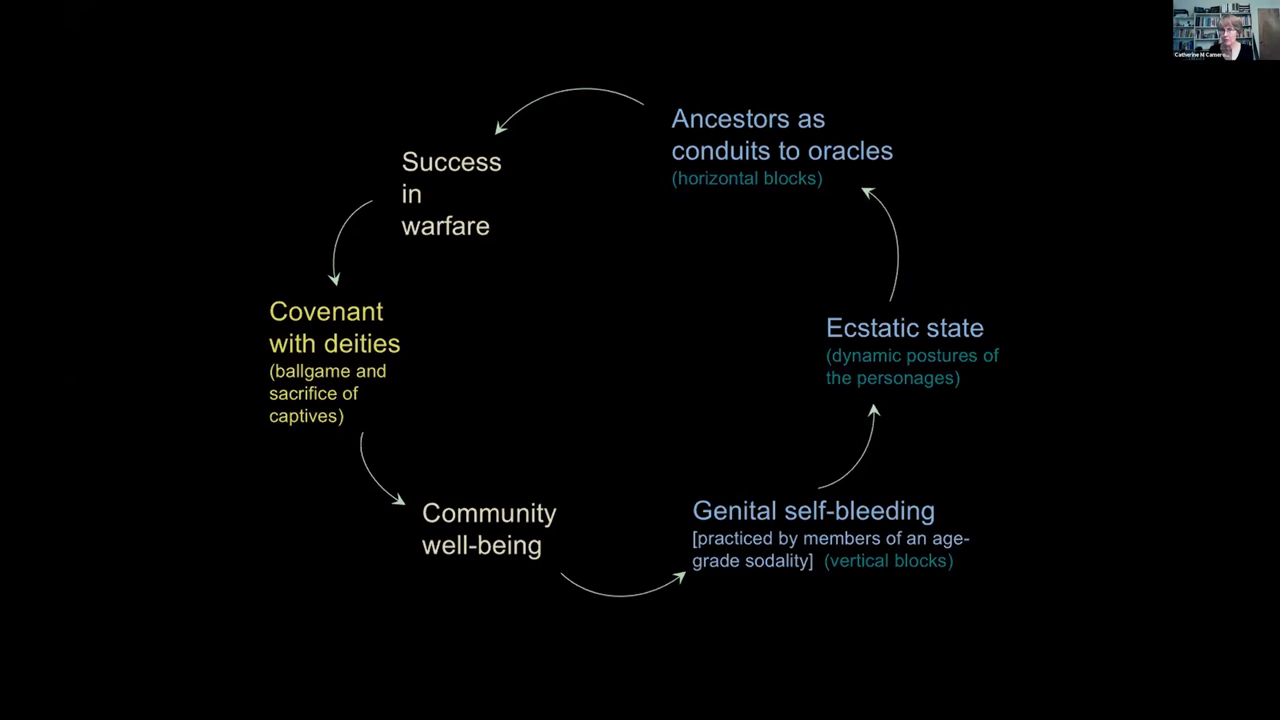 Catherine M Camero
Ancestors as
conduits to oracles
(horizontal blocks)
Success
in
warfare
Covenant
with deities
(ballgame and
sacrifice of
captives)
Ecstatic state
(dynamic postures of
the personages)
Community
well-being
Genital self-bleeding
[practiced by members of an age-
grade sodality] (vertical blocks)